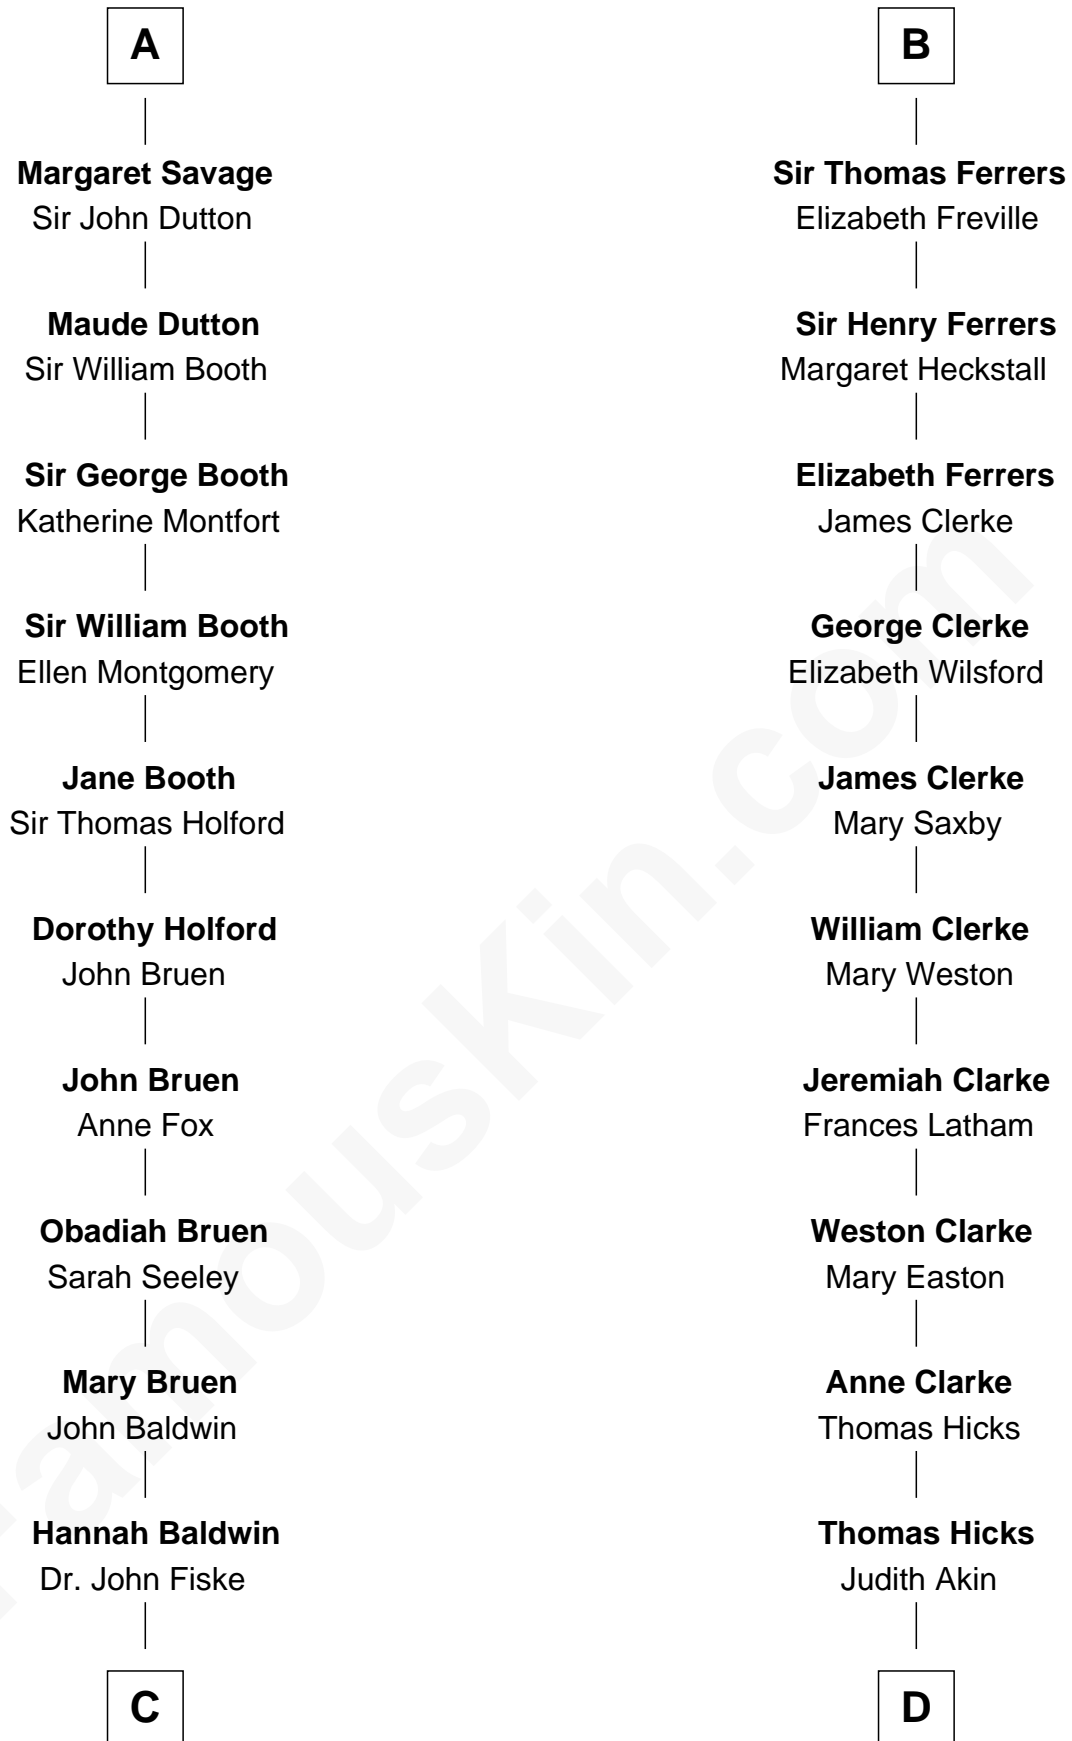 A
Margaret Savage
Sir John Dutton
Maude Dutton
Sir William Booth
Sir George Booth
Katherine Montfort
Sir William Booth
Ellen Montgomery
Jane Booth
Sir Thomas Holford
Dorothy Holford
John Bruen
John Bruen
Anne Fox
Obadiah Bruen
Sarah Seeley
Mary Bruen
John Baldwin
Hannah Baldwin
Dr. John Fiske
C
B
Sir Thomas Ferrers
Elizabeth Freville
Sir Henry Ferrers
Margaret Heckstall
Elizabeth Ferrers
James Clerke
George Clerke
Elizabeth Wilsford
James Clerke
Mary Saxby
William Clerke
Mary Weston
Jeremiah Clarke
Frances Latham
Weston Clarke
Mary Easton
Anne Clarke
Thomas Hicks
Thomas Hicks
Judith Akin
D
FamousKin.com